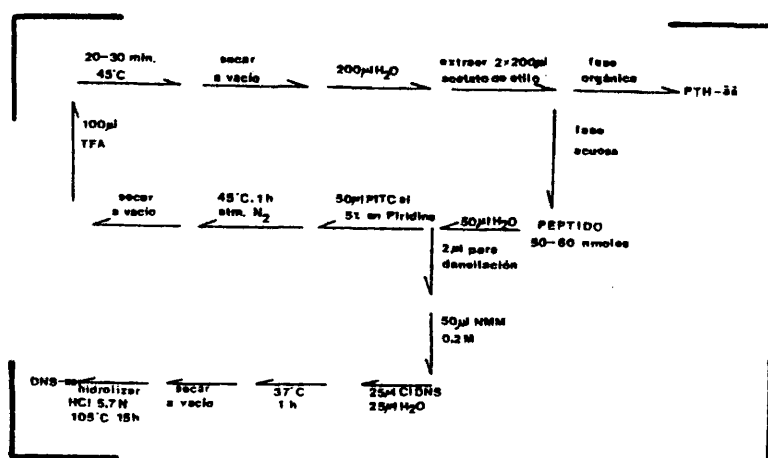 20-30 min.
45°C
secar
a vacío
200µl H₂O
extraer 2×200µl
acetato de etilo
fase
orgánica
PTH-āā
100µl
TFA
fase
acuosa
secar
a vacío
45°C. 1 h
atm. N₂
50µl PITC al
5% en Piridina
50µl H₂O
PEPTIDO
50-60 nmoles
2µl para
dansilación
50µl NMM
0.2M
DNS-
hidrolizar
HCl 5.7N
105°C 15h
secar
a vacío
37°C
1 h
25µl ClDNS
25µl H₂O